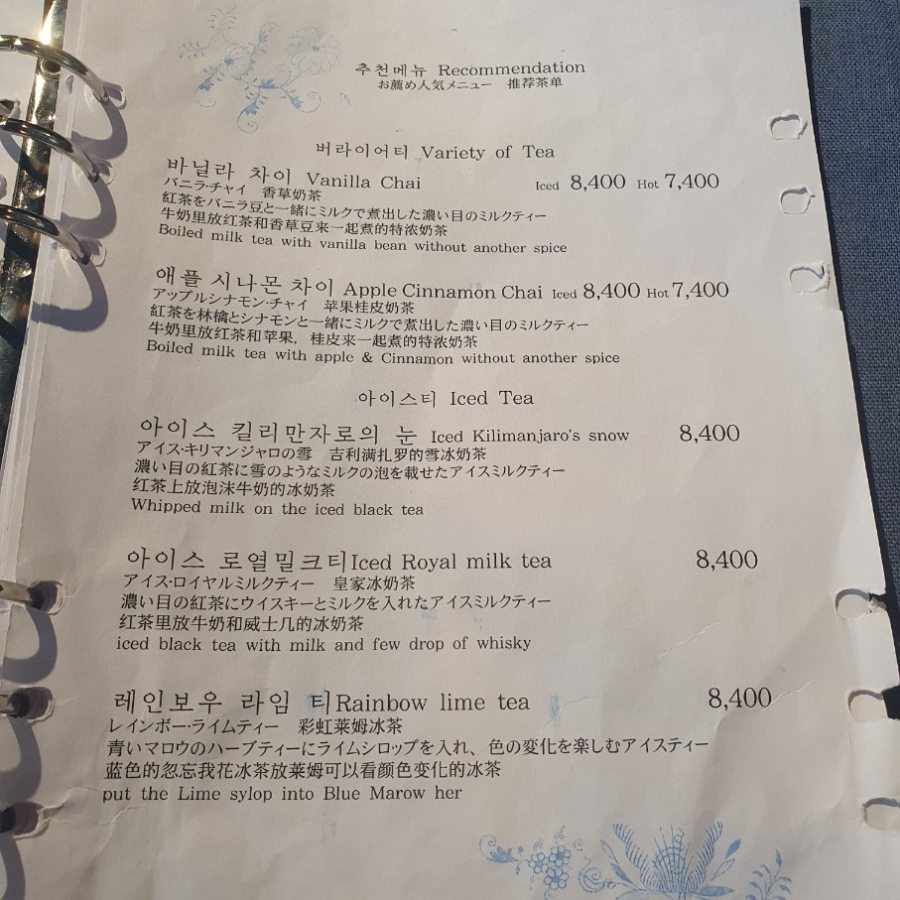 추천메뉴 Recommendation
お薦め人気メニュー 推荐茶单
버라이어티 Variety of Tea
바닐라 차이 Vanilla Chai Iced 8,400 Hot 7,400
バニラ·チャイ 香草奶茶
紅茶をバニラ豆と一緒にミルクで煮出した濃い目のミルクティー
牛奶里放红茶和香草豆来一起煮的特浓奶茶
Boiled milk tea with vanilla bean without another spice
애플 시나몬 차이 Apple Cinnamon Chai Iced 8,400 Hot 7,400
アップルシナモン·チャイ 苹果桂皮奶茶
紅茶を林檎とシナモンと一緒にミルクで煮出した濃い目のミルクティー
牛奶里放红茶和苹果, 桂皮来一起煮的特浓奶茶
Boiled milk tea with apple & Cinnamon without another spice
아이스티 Iced Tea
아이스 킬리만자로의 눈 Iced Kilimanjaro's snow 8,400
アイス·キリマンジャロの雪 吉利满扎罗的雪冰奶茶
濃い目の紅茶に雪のようなミルクの泡を載せたアイスミルクティー
红茶上放泡沫牛奶的冰奶茶
Whipped milk on the iced black tea
아이스 로열밀크티 Iced Royal milk tea 8,400
アイス·ロイヤルミルクティー 皇家冰奶茶
濃い目の紅茶にウイスキーとミルクを入れたアイスミルクティー
红茶里放牛奶和威士几的冰奶茶
iced black tea with milk and few drop of whisky
레인보우 라임 티 Rainbow lime tea 8,400
レインボー·ライムティー 彩虹莱姆冰茶
青いマロウのハーブティーにライムシロップを入れ、色の変化を楽しむアイスティー
蓝色的忽忘我花冰茶放莱姆可以看颜色变化的冰茶
put the Lime sylop into Blue Marow her